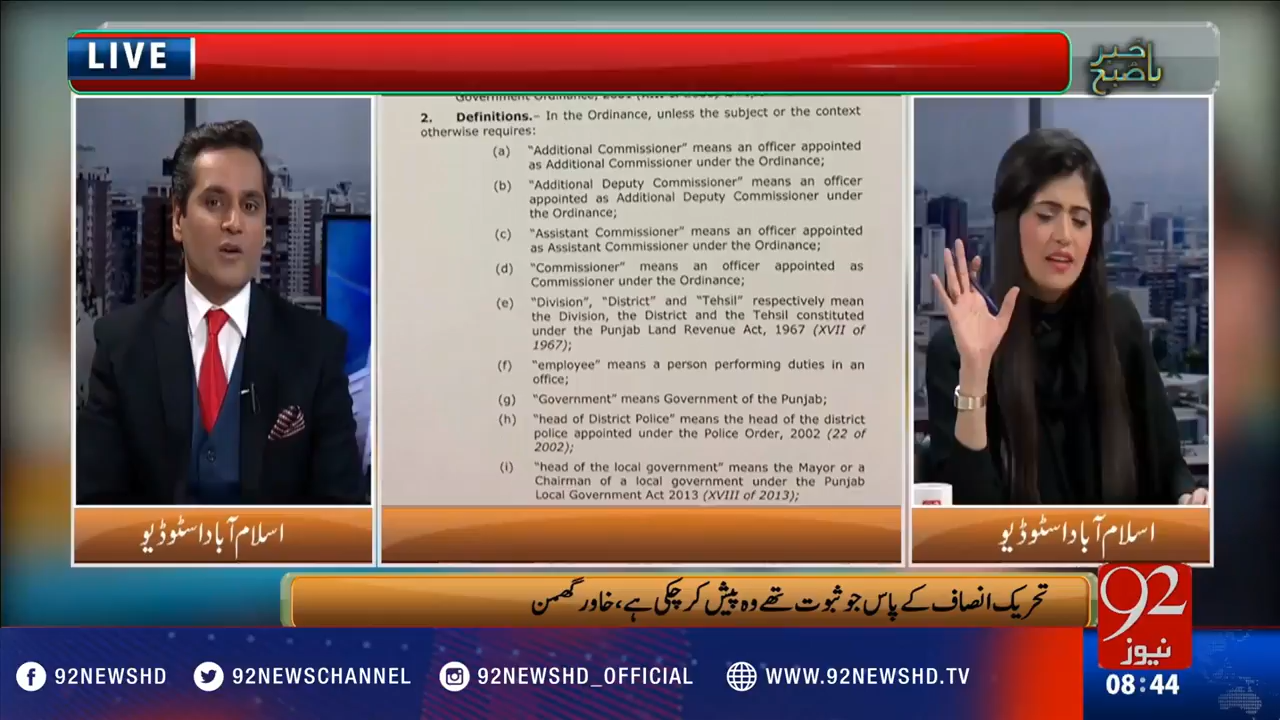 LIVE
باخبر صبح
2. Definitions.– In the Ordinance, unless the subject or the context
otherwise requires:
(a) “Additional Commissioner” means an officer appointed
as Additional Commissioner under the Ordinance;
(b) “Additional Deputy Commissioner” means an officer
appointed as Additional Deputy Commissioner under
the Ordinance;
(c) “Assistant Commissioner” means an officer appointed
as Assistant Commissioner under the Ordinance;
(d) “Commissioner” means an officer appointed as
Commissioner under the Ordinance;
(e) “Division”, “District” and “Tehsil” respectively mean
the Division, the District and the Tehsil constituted
under the Punjab Land Revenue Act, 1967 (XVII of
1967);
(f) “employee” means a person performing duties in an
office;
(g) “Government” means Government of the Punjab;
(h) “head of District Police” means the head of the district
police appointed under the Police Order, 2002 (22 of
2002);
(i) “head of the local government” means the Mayor or a
Chairman of a local government under the Punjab
Local Government Act 2013 (XVIII of 2013);
اسلام آباد اسٹوڈیو
اسلام آباد اسٹوڈیو
تحریک انصاف کے پاس جو ثبوت تھے وہ پیش کر چکی ہے، خاور گھمن
92
نیوز
92NEWSHD
92NEWSCHANNEL
92NEWSHD_OFFICIAL
WWW.92NEWSHD.TV
08:44